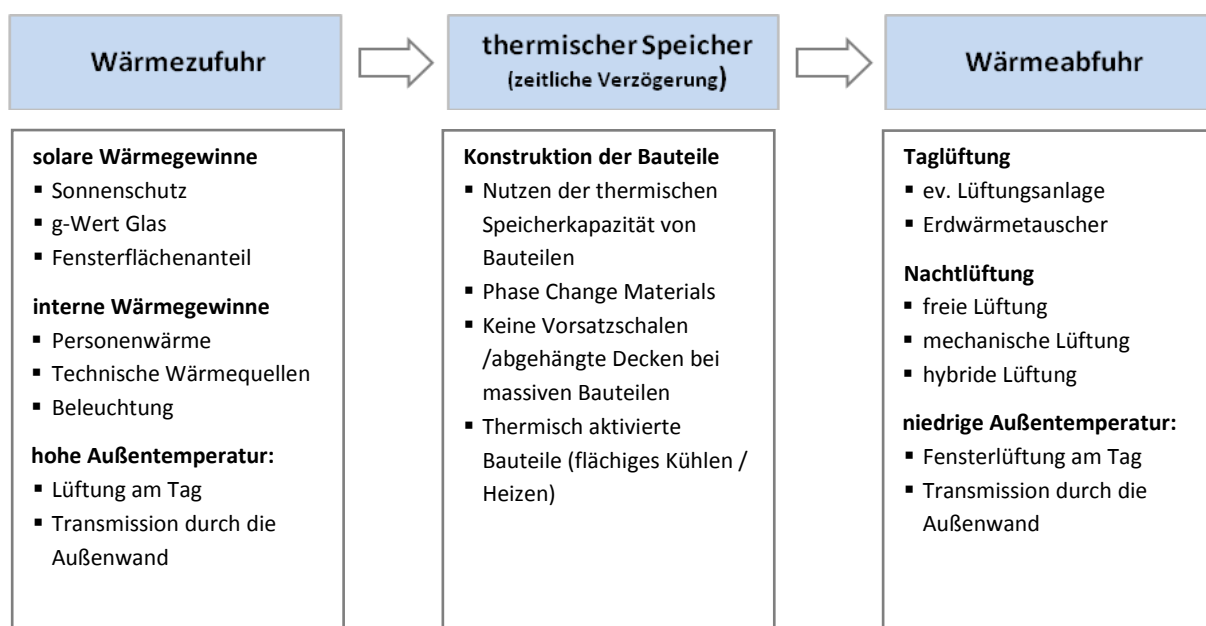 Wärmezufuhr
thermischer Speicher
(zeitliche Verzögerung)
Wärmeabfuhr
solare Wärmegewinne
▪ Sonnenschutz
▪ g-Wert Glas
▪ Fensterflächenanteil
interne Wärmegewinne
▪ Personenwärme
▪ Technische Wärmequellen
▪ Beleuchtung
hohe Außentemperatur:
▪ Lüftung am Tag
▪ Transmission durch die
Außenwand
Konstruktion der Bauteile
▪ Nutzen der thermischen
Speicherkapazität von
Bauteilen
▪ Phase Change Materials
▪ Keine Vorsatzschalen
/abgehängte Decken bei
massiven Bauteilen
▪ Thermisch aktivierte
Bauteile (flächiges Kühlen /
Heizen)
Taglüftung
▪ ev. Lüftungsanlage
▪ Erdwärmetauscher
Nachtlüftung
▪ freie Lüftung
▪ mechanische Lüftung
▪ hybride Lüftung
niedrige Außentemperatur:
▪ Fensterlüftung am Tag
▪ Transmission durch die
Außenwand